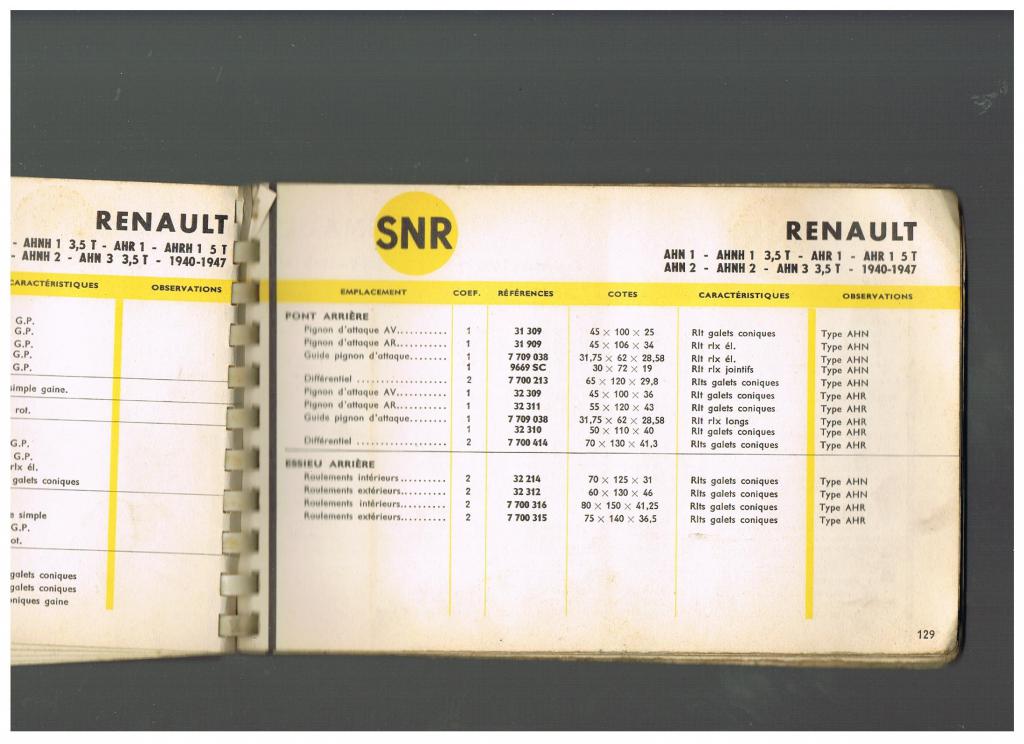 RENAULT
- AHNH 1 3,5 T - AHR 1 - AHRH 1 5 T
- AHNH 2 - AHN 3 3,5 T - 1940-1947
CARACTÉRISTIQUES OBSERVATIONS
G.P.
G.P.
G.P.
G.P.
G.P.
simple gaine.
rot.
G.P.
G.P.
rlx él.
galets coniques
simple
G.P.
ot.
galets coniques
galets coniques
oniques gaine
SNR
RENAULT
AHN 1 - AHNH 1 3,5 T - AHR 1 - AHR 1 5 T
AHN 2 - AHNH 2 - AHN 3 3,5 T - 1940-1947
EMPLACEMENT COEF. RÉFÉRENCES COTES CARACTÉRISTIQUES OBSERVATIONS
PONT ARRIÈRE
Pignon d'attaque AV........... 1 31 309 45 × 100 × 25 Rlt galets coniques Type AHN
Pignon d'attaque AR........... 1 31 909 45 × 106 × 34 Rlt rlx él. Type AHN
Guide pignon d'attaque........ 1 7 709 038 31,75 × 62 × 28,58 Rlt rlx él. Type AHN
1 9669 SC 30 × 72 × 19 Rlt rlx jointifs Type AHN
Différentiel .................... 2 7 700 213 65 × 120 × 29,8 Rlts galets coniques Type AHN
Pignon d'attaque AV........... 1 32 309 45 × 100 × 36 Rlt galets coniques Type AHR
Pignon d'attaque AR........... 1 32 311 55 × 120 × 43 Rlt galets coniques Type AHR
Guide pignon d'attaque........ 1 7 709 038 31,75 × 62 × 28,58 Rlt rlx longs Type AHR
1 32 310 50 × 110 × 40 Rlt galets coniques Type AHR
Différentiel .................... 2 7 700 414 70 × 130 × 41,3 Rlts galets coniques Type AHR
ESSIEU ARRIÈRE
Roulements intérieurs.......... 2 32 214 70 × 125 × 31 Rlts galets coniques Type AHN
Roulements extérieurs.......... 2 32 312 60 × 130 × 46 Rlts galets coniques Type AHN
Roulements intérieurs.......... 2 7 700 316 80 × 150 × 41,25 Rlts galets coniques Type AHR
Roulements extérieurs.......... 2 7 700 315 75 × 140 × 36,5 Rlts galets coniques Type AHR
129